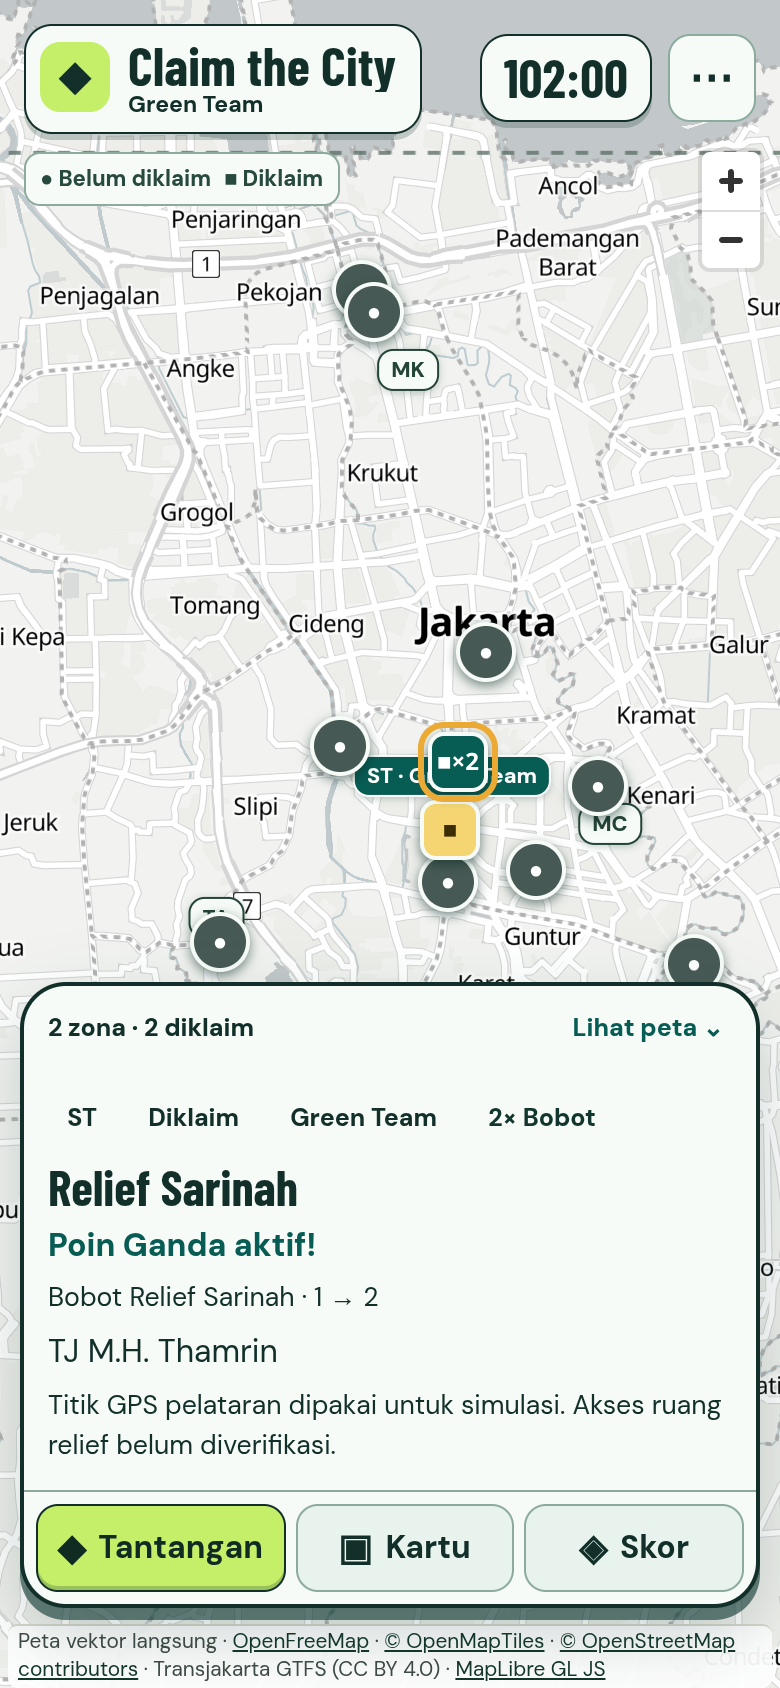 ◆ Claim the City
Green Team
102:00
...
● Belum diklaim ■ Diklaim
+
−
Ancol
Penjaringan
Pademangan
Barat
1
Penjagalan
Pekojan
Sun
Angke
MK
Krukut
Grogol
Jakarta
Tomang
Cideng
i Kepa
Galur
Kramat
■×2
ST · G eam
Slipi
Kenari
MC
Jeruk
■
7
Guntur
ua
Karet
2 zona · 2 diklaim
Lihat peta ⌄
ST Diklaim Green Team 2× Bobot
Relief Sarinah
Poin Ganda aktif!
Bobot Relief Sarinah · 1 → 2
TJ M.H. Thamrin
Titik GPS pelataran dipakai untuk simulasi. Akses ruang
relief belum diverifikasi.
◆ Tantangan
▣ Kartu
◈ Skor
Peta vektor langsung · OpenFreeMap · © OpenMapTiles · © OpenStreetMap
contributors · Transjakarta GTFS (CC BY 4.0) · MapLibre GL JS